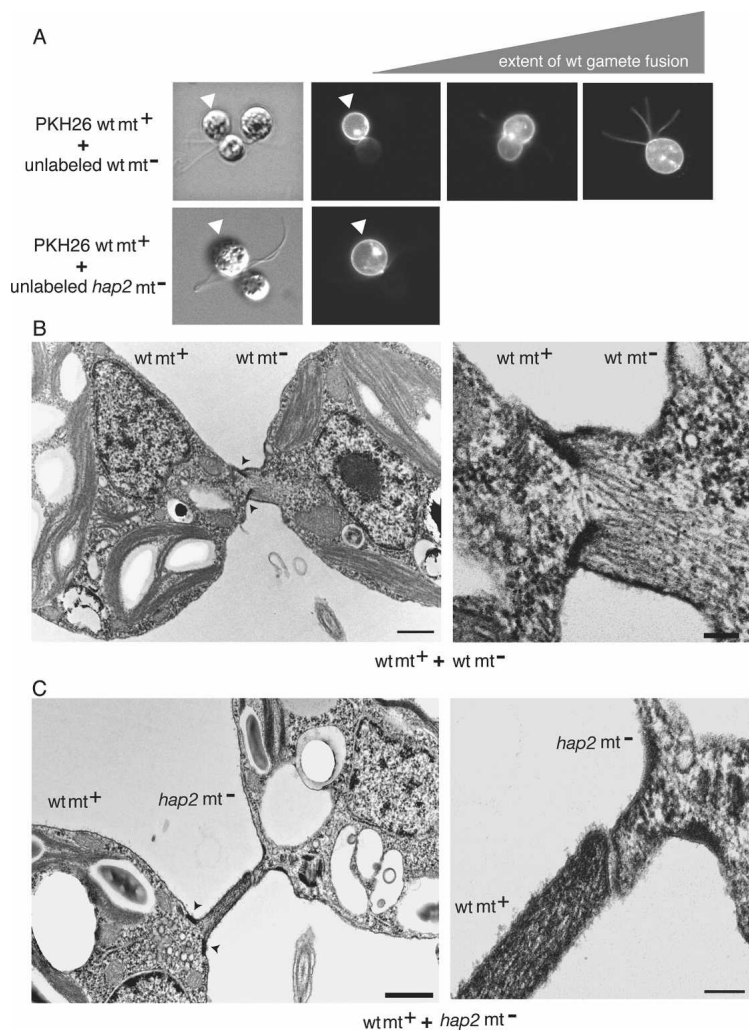 A
extent of wt gamete fusion
PKH26 wt mt+
+
unlabeled wt mt-
PKH26 wt mt+
+
unlabeled hap2 mt-
B
wt mt+
wt mt-
wt mt+
wt mt-
wt mt+ + wt mt-
C
wt mt+
hap2 mt-
hap2 mt-
wt mt+
wt mt+ + hap2 mt-